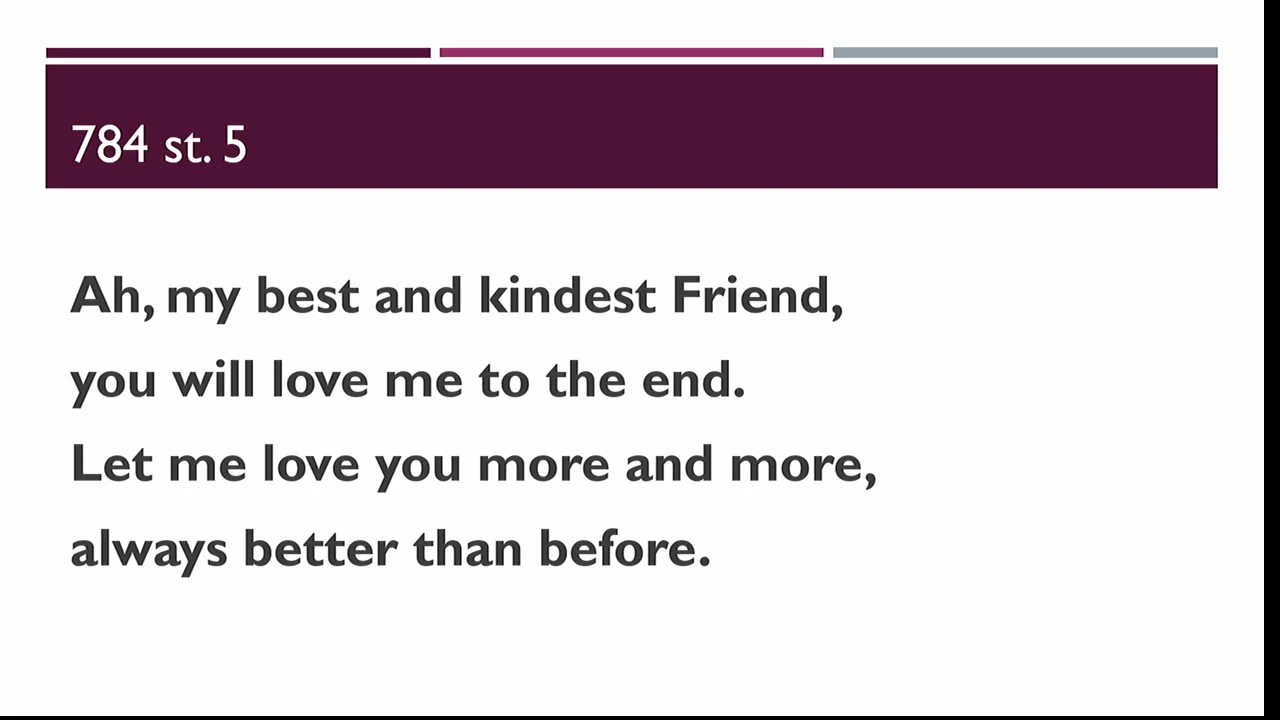 784 st. 5
Ah, my best and kindest Friend,
you will love me to the end.
Let me love you more and more,
always better than before.